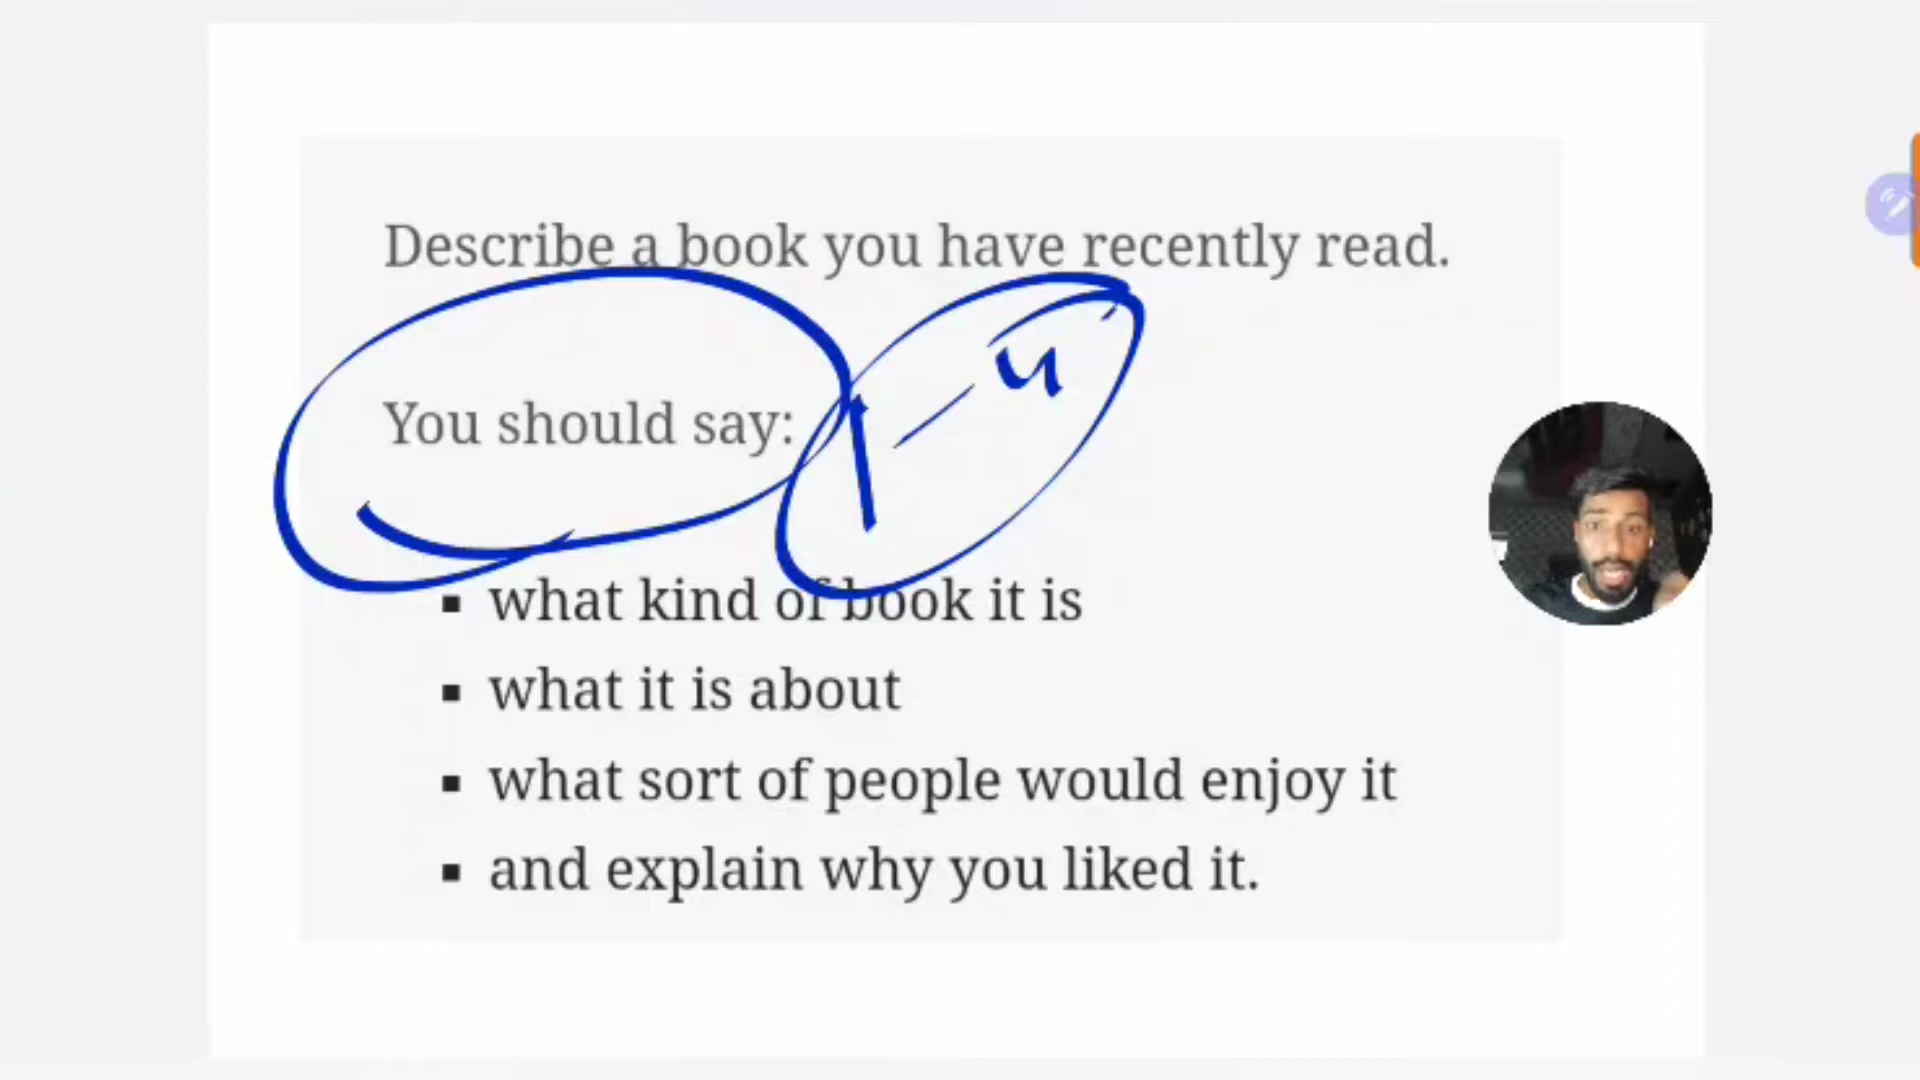 Describe a book you have recently read.
You should say: 1-4
▪ what kind of book it is
▪ what it is about
▪ what sort of people would enjoy it
▪ and explain why you liked it.